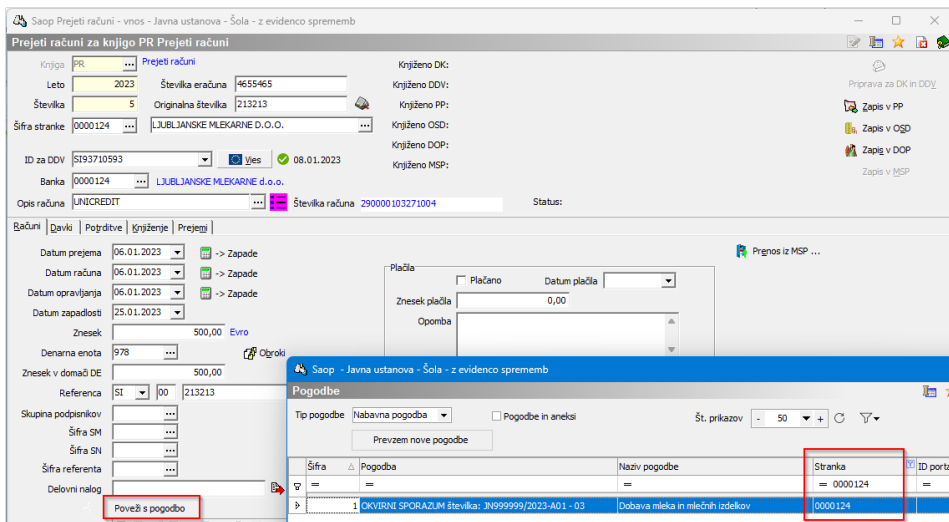 Saop Prejeti računi - vnos - Javna ustanova - Šola - z evidenco sprememb
Prejeti računi za knjigo PR Prejeti računi
Knjiga PR ... Prejeti računi
Leto 2023 Številka eračuna 4655465
Številka 5 Originalna številka 213213
Šifra stranke 0000124 ... LJUBLJANSKE MLEKARNE D.O.O. ...
ID za DDV SI93710593 Vies 08.01.2023
Banka 0000124 ... LJUBLJANSKE MLEKARNE d.o.o.
Opis računa UNICREDIT ... Številka računa 290000103271004 Status:
Knjiženo DK:
Knjiženo DDV:
Knjiženo PP:
Knjiženo OSD:
Knjiženo DOP:
Knjiženo MSP:
Priprava za DK in DDV
Zapis v PP
Zapis v OSD
Zapis v DOP
Zapis v MSP
Računi Davki Potrditve Knjiženje Prejemi
Datum prejema 06.01.2023 -> Zapade
Datum računa 06.01.2023 -> Zapade
Datum opravljanja 06.01.2023 -> Zapade
Datum zapadlosti 25.01.2023
Znesek 500,00 Evro
Denarna enota 978 ... Obroki
Znesek v domači DE 500,00
Referenca SI 00 213213
Skupina podpisnikov ...
Šifra SM ...
Šifra SN ...
Šifra referenta ...
Delovni nalog
Poveži s pogodbo
Plačila
Plačano Datum plačila
Znesek plačila 0,00
Opomba
Prenos iz MSP ...
Saop - Javna ustanova - Šola - z evidenco sprememb
Pogodbe
Tip pogodbe Nabavna pogodba Pogodbe in aneksi Št. prikazov - 50 +
Prevzem nove pogodbe
Šifra Pogodba Naziv pogodbe Stranka ID porta
= = = = 0000124 =
1 OKVIRNI SPORAZUM številka: JN999999/2023-A01 - 03 Dobava mleka in mlečnih izdelkov 0000124